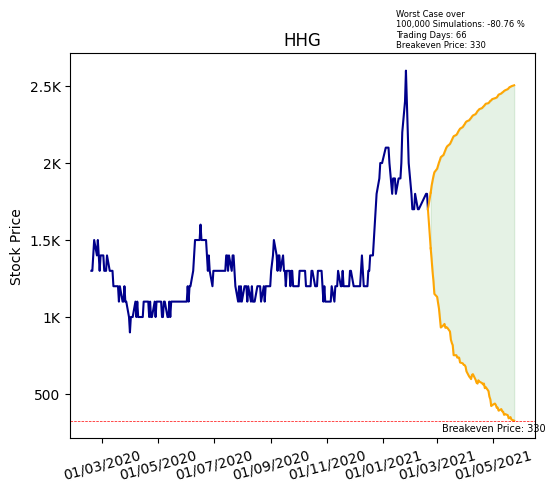 Worst Case over
100,000 Simulations: -80.76 %
Trading Days: 66
Breakeven Price: 330
HHG
Stock Price
2.5K
2K
1.5K
1K
500
Breakeven Price: 330
01/03/2020
01/05/2020
01/07/2020
01/09/2020
01/11/2020
01/01/2021
01/03/2021
01/05/2021